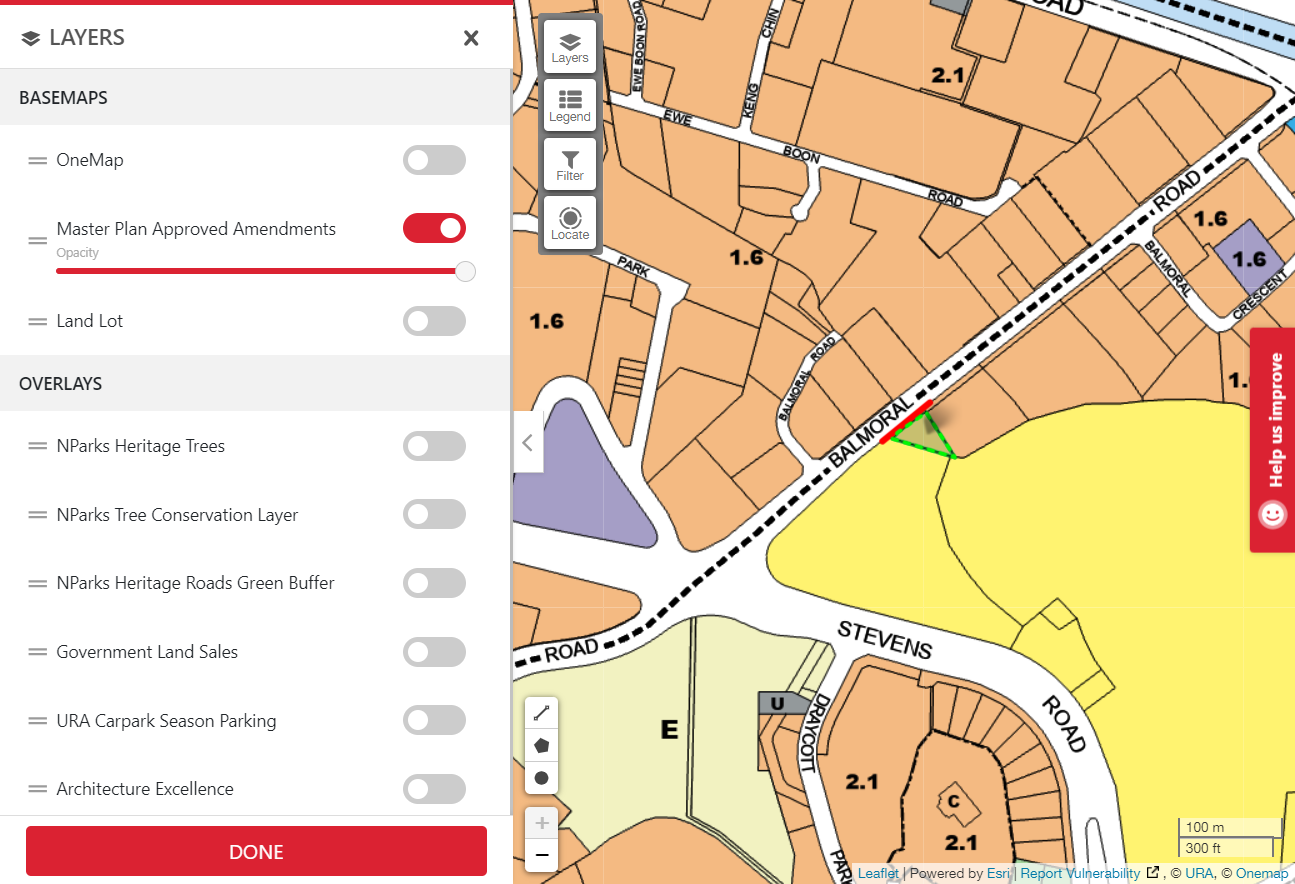 LAYERS
BASEMAPS
OneMap
Master Plan Approved Amendments
Opacity
Land Lot
OVERLAYS
NParks Heritage Trees
NParks Tree Conservation Layer
NParks Heritage Roads Green Buffer
Government Land Sales
URA Carpark Season Parking
Architecture Excellence
DONE
Layers
Legend
Filter
Locate
ROAD
EWE BOON ROAD
KENG
CHIN
2.1
EWE
BOON
ROAD
ROAD
1.6
1.6
BALMORAL
CRESCENT
PARK
1.6
1.6
BALMORAL
ROAD
BALMORAL
1.
Help us improve
ROAD
STEVENS
ROAD
U
E
DRAYCOTT
PARK
2.1
C
2.1
100 m
300 ft
Leaflet | Powered by Esri | Report Vulnerability , © URA, © Onemap